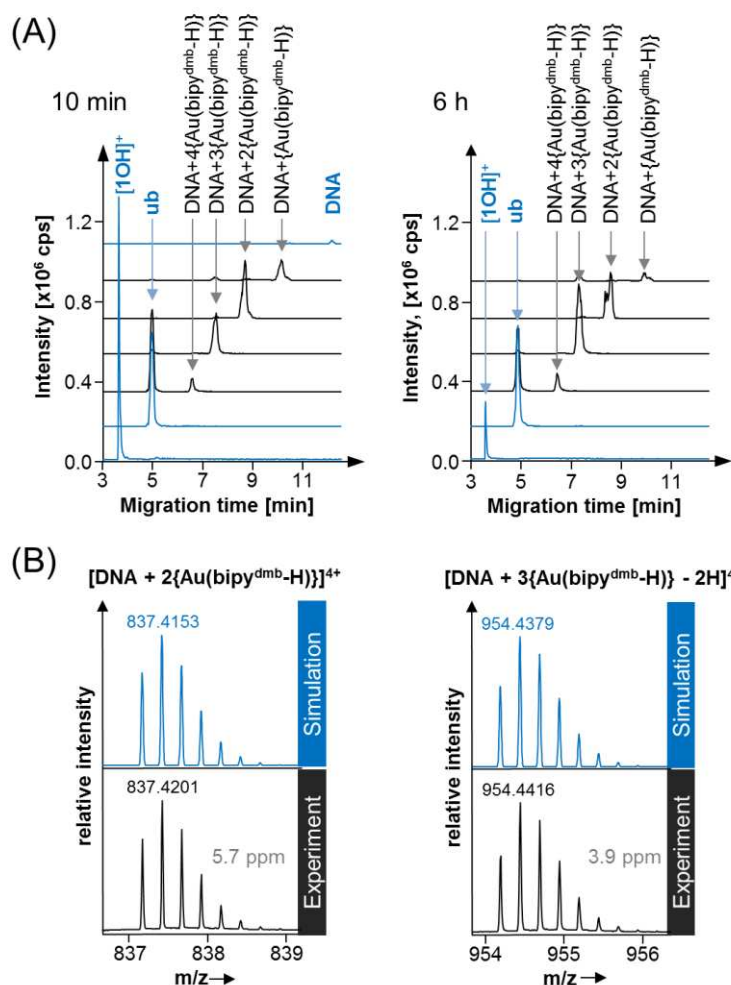 (A)
10 min
Intensity [x10⁶ cps]
1.2
0.8
0.4
0.0
3 5 7 9 11
Migration time [min]
[1OH]⁺
ub
DNA+4{Au(bipyᵈᵐᵇ-H)}
DNA+3{Au(bipyᵈᵐᵇ-H)}
DNA+2{Au(bipyᵈᵐᵇ-H)}
DNA+{Au(bipyᵈᵐᵇ-H)}
DNA
6 h
Intensity, [x10⁶ cps]
1.2
0.8
0.4
0.0
3 5 7 9 11
Migration time [min]
[1OH]⁺
ub
DNA+4{Au(bipyᵈᵐᵇ-H)}
DNA+3{Au(bipyᵈᵐᵇ-H)}
DNA+2{Au(bipyᵈᵐᵇ-H)}
DNA+{Au(bipyᵈᵐᵇ-H)}
(B)
[DNA + 2{Au(bipyᵈᵐᵇ-H)}]⁴⁺
relative intensity
837.4153
Simulation
837.4201
5.7 ppm
Experiment
837 838 839
m/z→
[DNA + 3{Au(bipyᵈᵐᵇ-H)} - 2H]⁴
relative intensity
954.4379
Simulation
954.4416
3.9 ppm
Experiment
954 955 956
m/z→